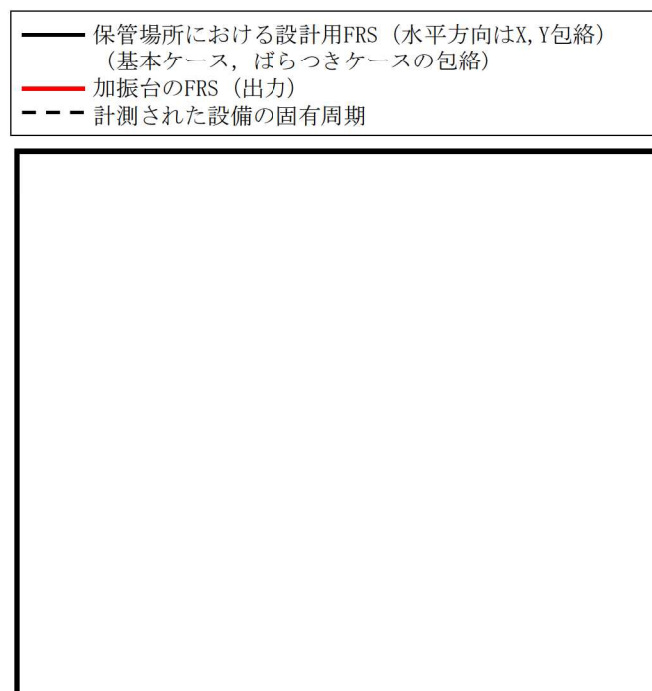 保管場所における設計用FRS（水平方向はX,Y包絡）
（基本ケース，ばらつきケースの包絡）
加振台のFRS（出力）
計測された設備の固有周期